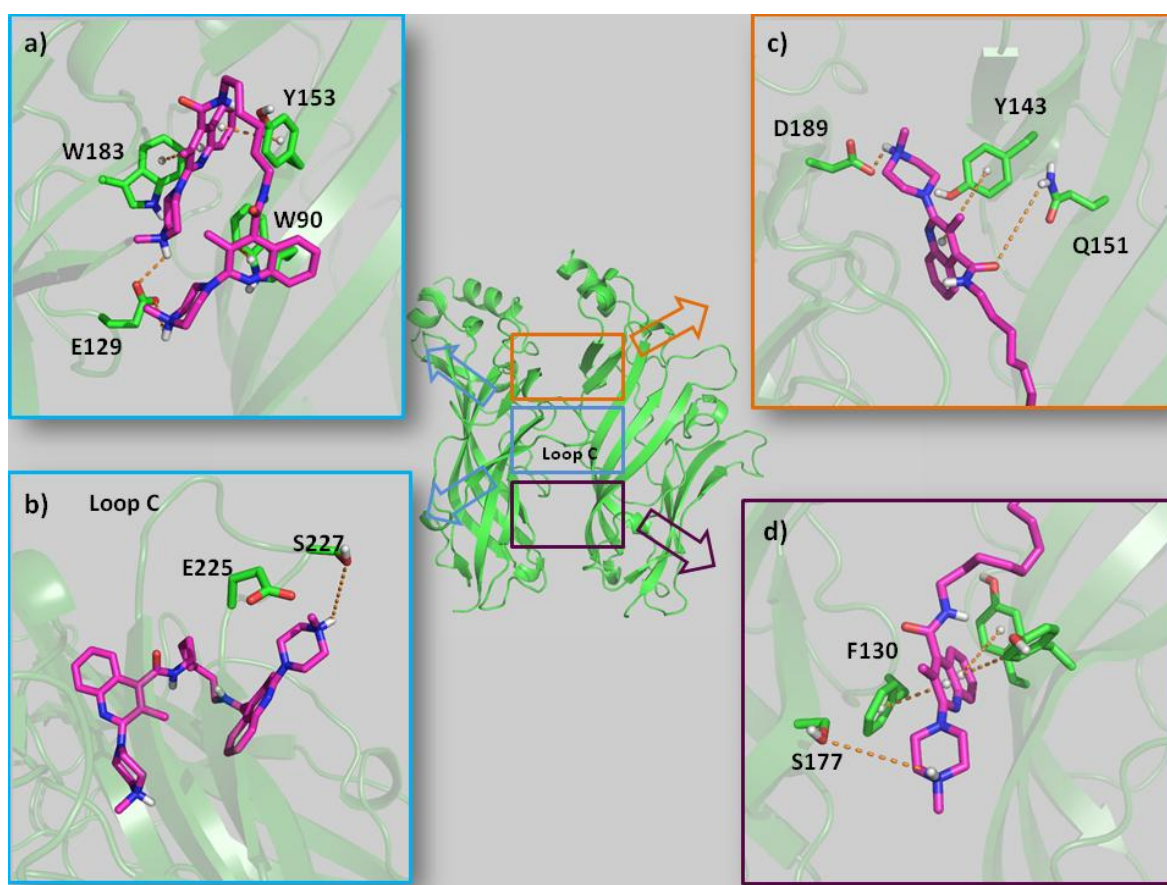 a)
Y153
W183
W90
E129
c)
Y143
D189
Q151
Loop C
b)
Loop C
S227
E225
d)
F130
S177